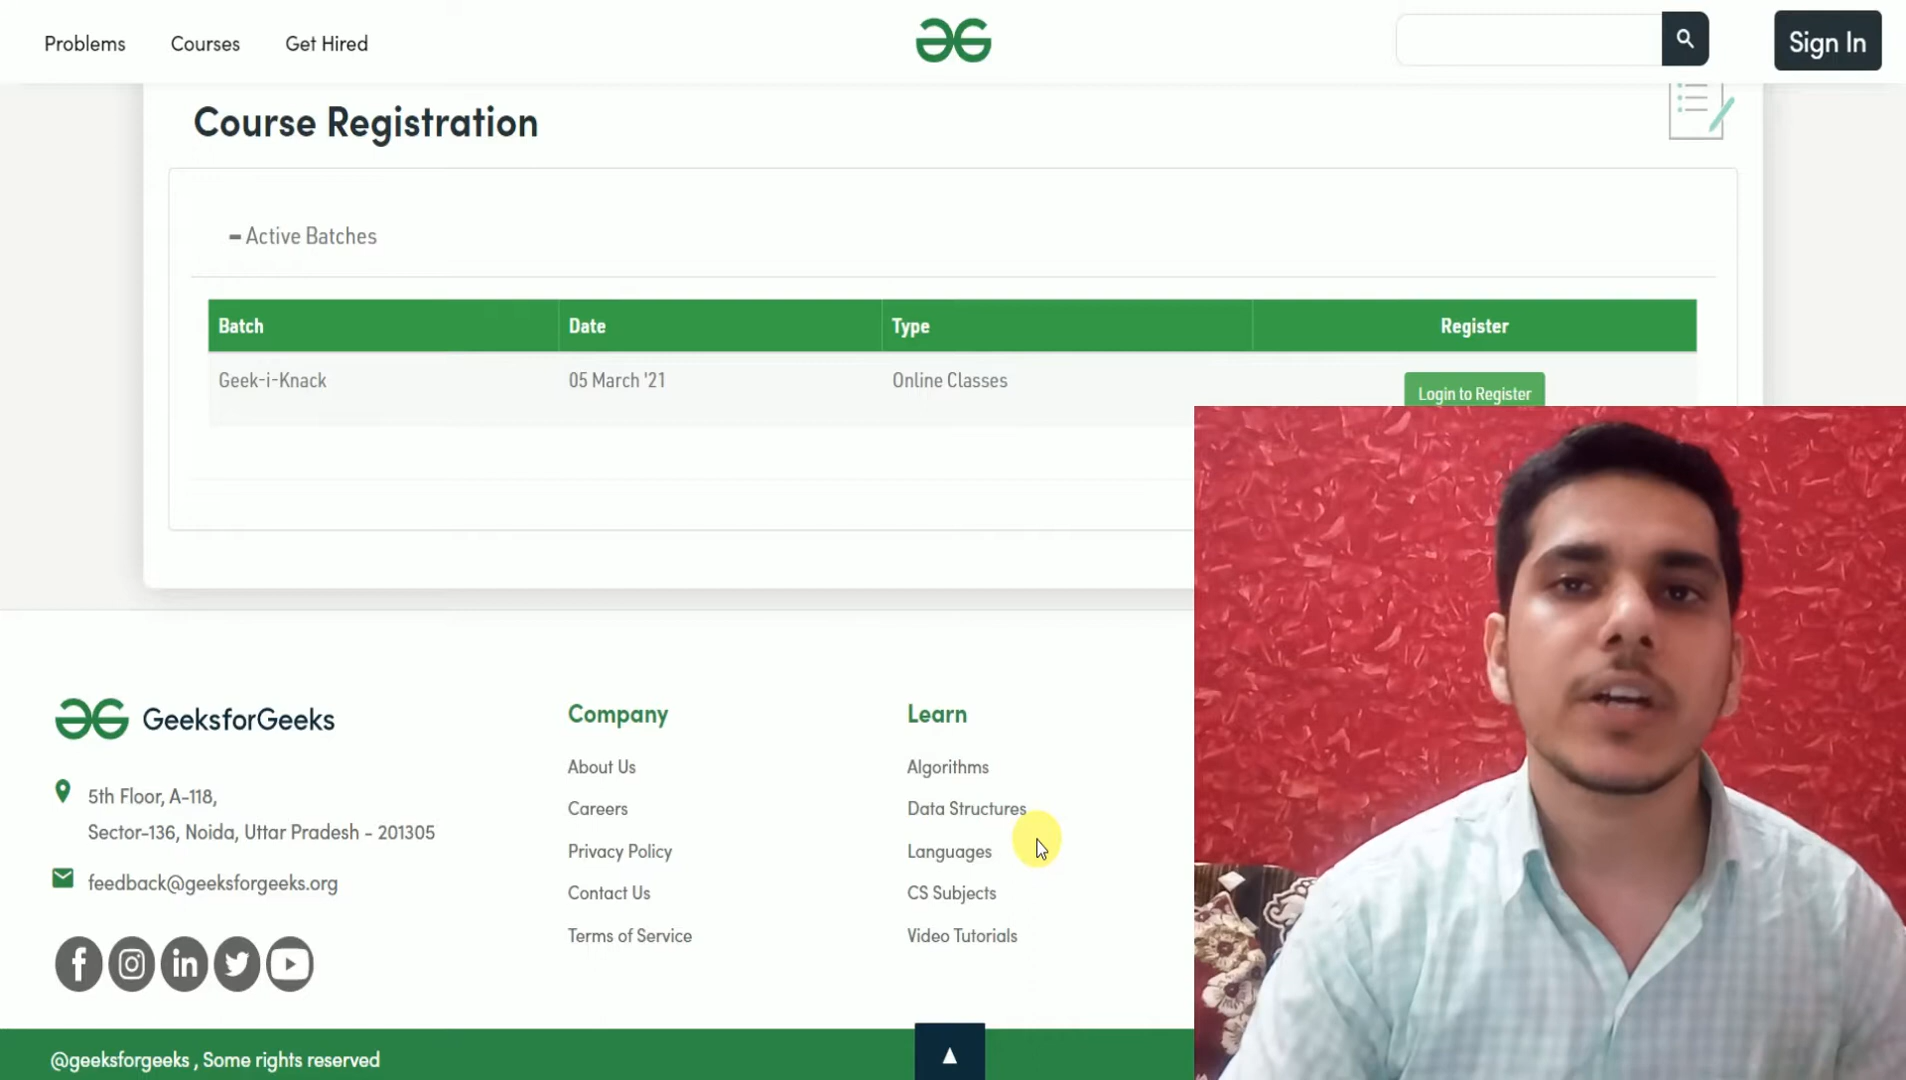 Problems Courses Get Hired Sign In
Course Registration
Active Batches
Batch Date Type Register
Geek-i-Knack 05 March '21 Online Classes Login to Register
GeeksforGeeks
5th Floor, A-118,
Sector-136, Noida, Uttar Pradesh - 201305
feedback@geeksforgeeks.org
Company
About Us
Careers
Privacy Policy
Contact Us
Terms of Service
Learn
Algorithms
Data Structures
Languages
CS Subjects
Video Tutorials
@geeksforgeeks , Some rights reserved